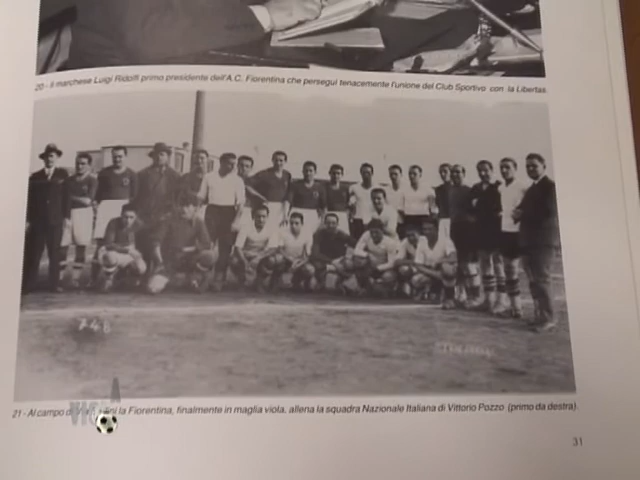 20 - Il marchese Luigi Ridolfi primo presidente dell'A.C. Fiorentina che perseguì tenacemente l'unione del Club Sportivo con la Libertas.
748
21 - Al campo di lini la Fiorentina, finalmente in maglia viola, allena la squadra Nazionale Italiana di Vittorio Pozzo (primo da destra).
31